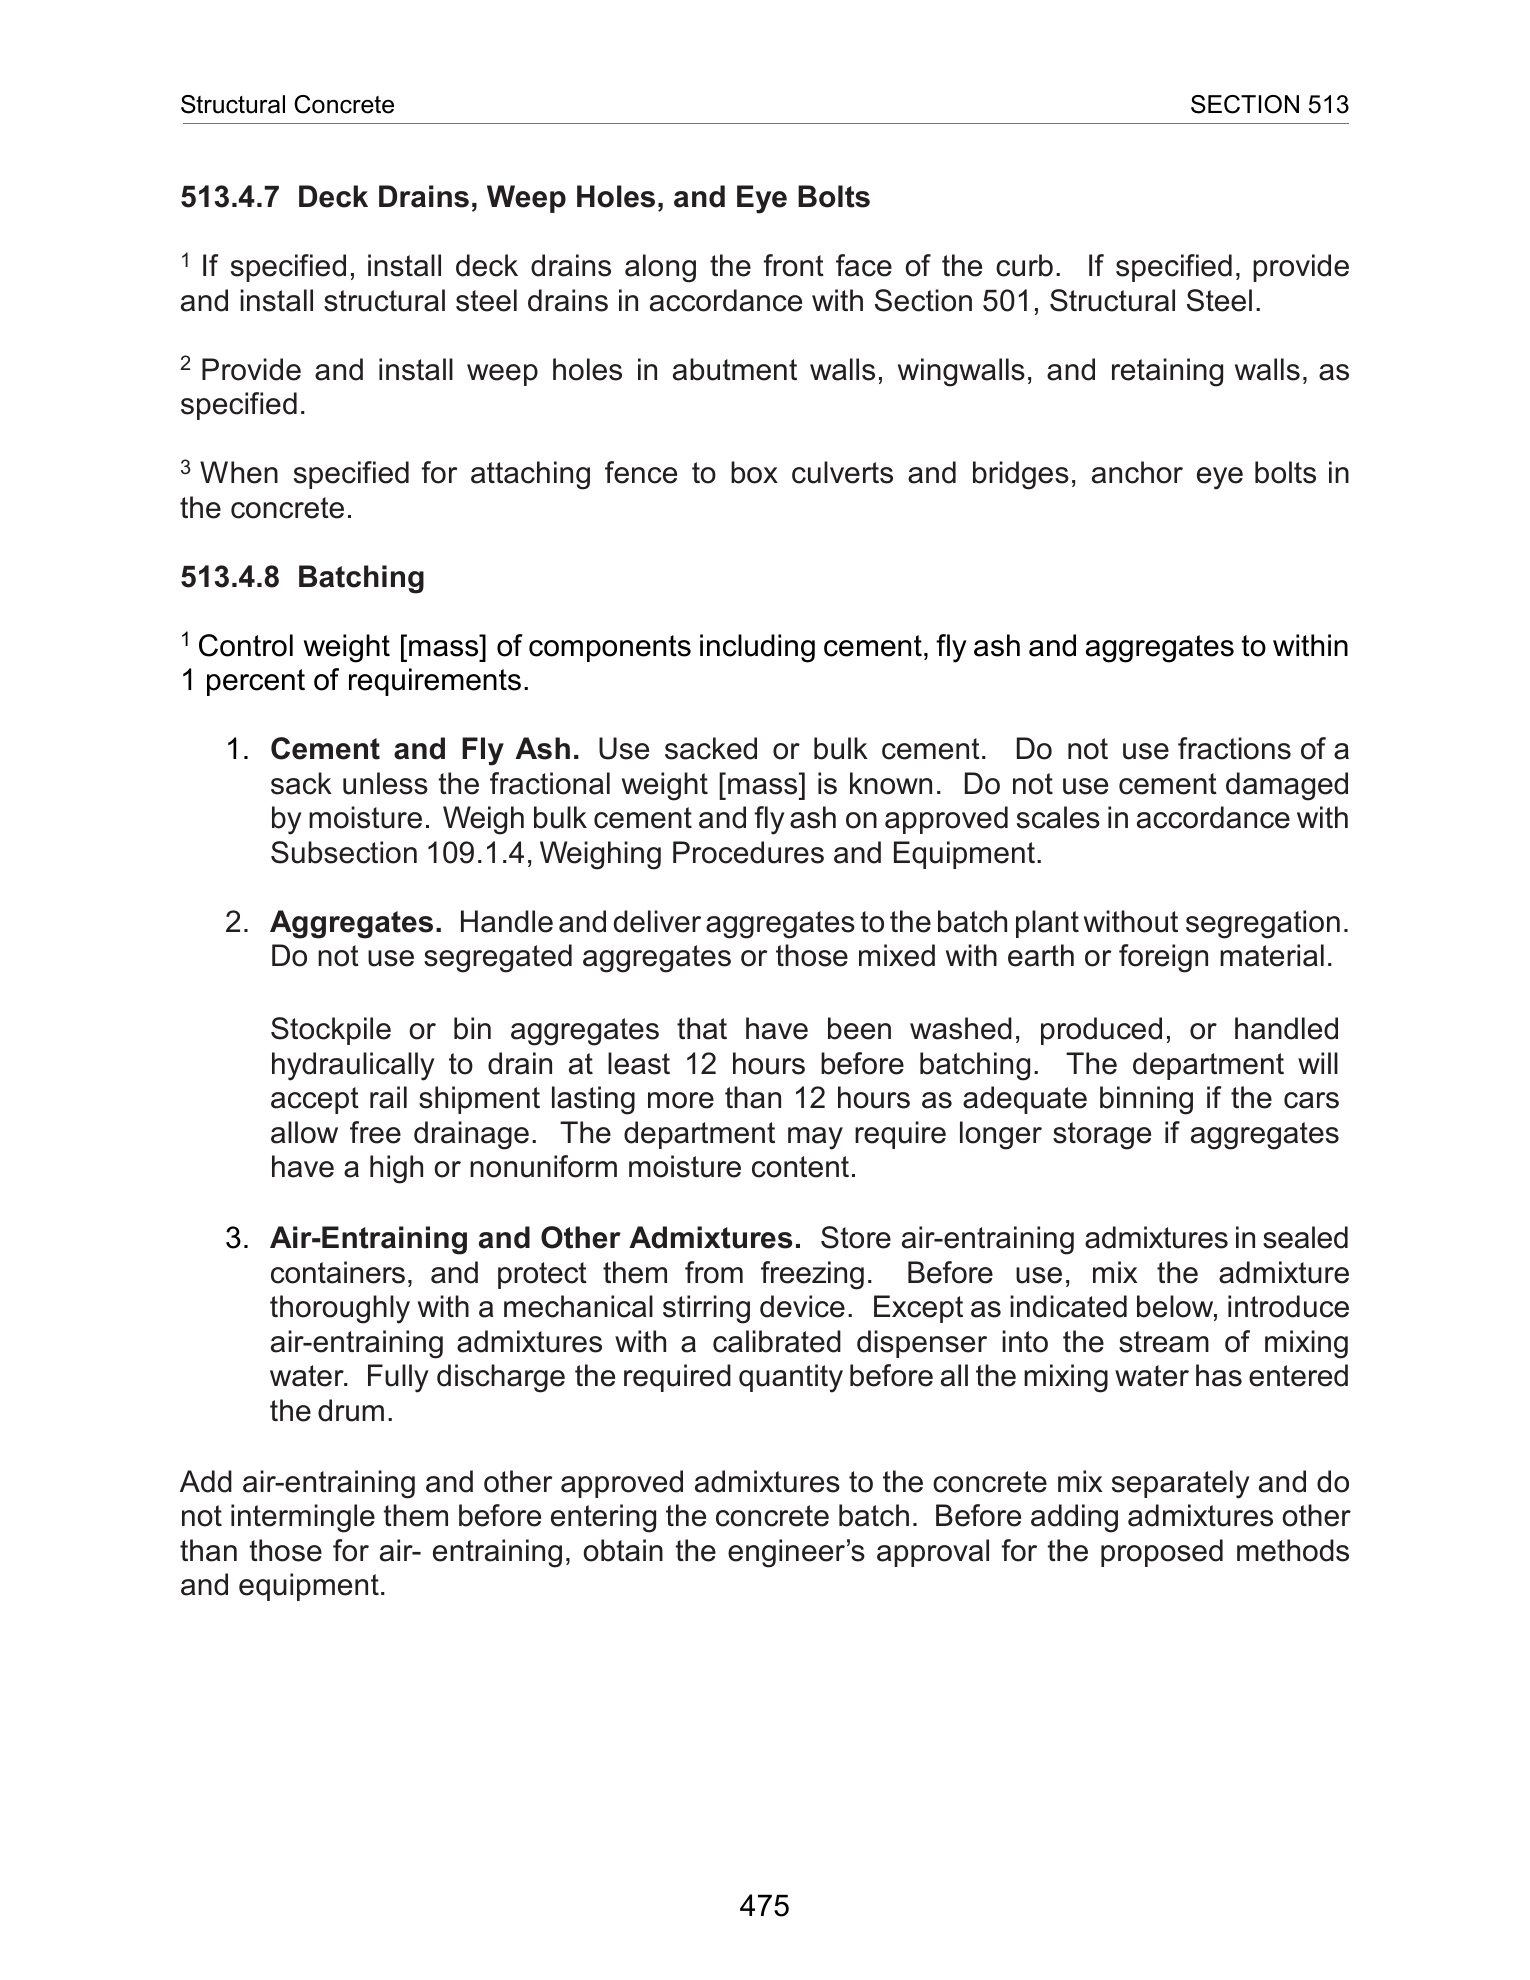 Structural Concrete SECTION 513
513.4.7 Deck Drains, Weep Holes, and Eye Bolts
1 If specified, install deck drains along the front face of the curb. If specified, provide
and install structural steel drains in accordance with Section 501, Structural Steel.
2 Provide and install weep holes in abutment walls, wingwalls, and retaining walls, as
specified.
3 When specified for attaching fence to box culverts and bridges, anchor eye bolts in
the concrete.
513.4.8 Batching
1 Control weight [mass] of components including cement, fly ash and aggregates to within
1 percent of requirements.
1. Cement and Fly Ash. Use sacked or bulk cement. Do not use fractions of a
sack unless the fractional weight [mass] is known. Do not use cement damaged
by moisture. Weigh bulk cement and fly ash on approved scales in accordance with
Subsection 109.1.4, Weighing Procedures and Equipment.
2. Aggregates. Handle and deliver aggregates to the batch plant without segregation.
Do not use segregated aggregates or those mixed with earth or foreign material.
Stockpile or bin aggregates that have been washed, produced, or handled
hydraulically to drain at least 12 hours before batching. The department will
accept rail shipment lasting more than 12 hours as adequate binning if the cars
allow free drainage. The department may require longer storage if aggregates
have a high or nonuniform moisture content.
3. Air-Entraining and Other Admixtures. Store air-entraining admixtures in sealed
containers, and protect them from freezing. Before use, mix the admixture
thoroughly with a mechanical stirring device. Except as indicated below, introduce
air-entraining admixtures with a calibrated dispenser into the stream of mixing
water. Fully discharge the required quantity before all the mixing water has entered
the drum.
Add air-entraining and other approved admixtures to the concrete mix separately and do
not intermingle them before entering the concrete batch. Before adding admixtures other
than those for air- entraining, obtain the engineer’s approval for the proposed methods
and equipment.
475